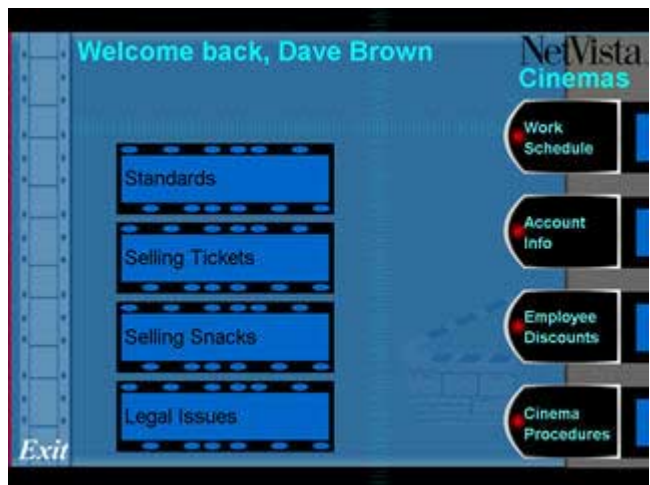 Welcome back, Dave Brown
NetVista
Cinemas
Work
Schedule
Standards
Account
Info
Selling Tickets
Employee
Discounts
Selling Snacks
Cinema
Procedures
Legal Issues
Exit